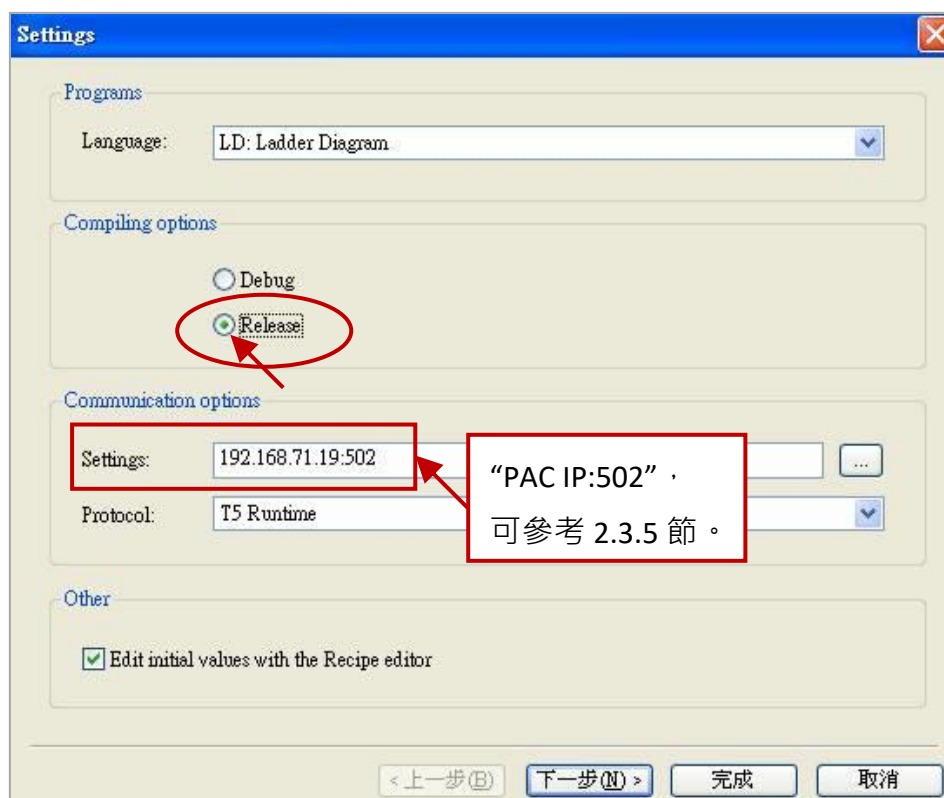 Settings
Programs
Language: LD: Ladder Diagram
Compiling options
Debug
Release
Communication options
Settings: 192.168.71.19:502 ...
“PAC IP:502”，
可參考 2.3.5 節。
Protocol: T5 Runtime
Other
Edit initial values with the Recipe editor
<上一步(B) 下一步(N) > 完成 取消